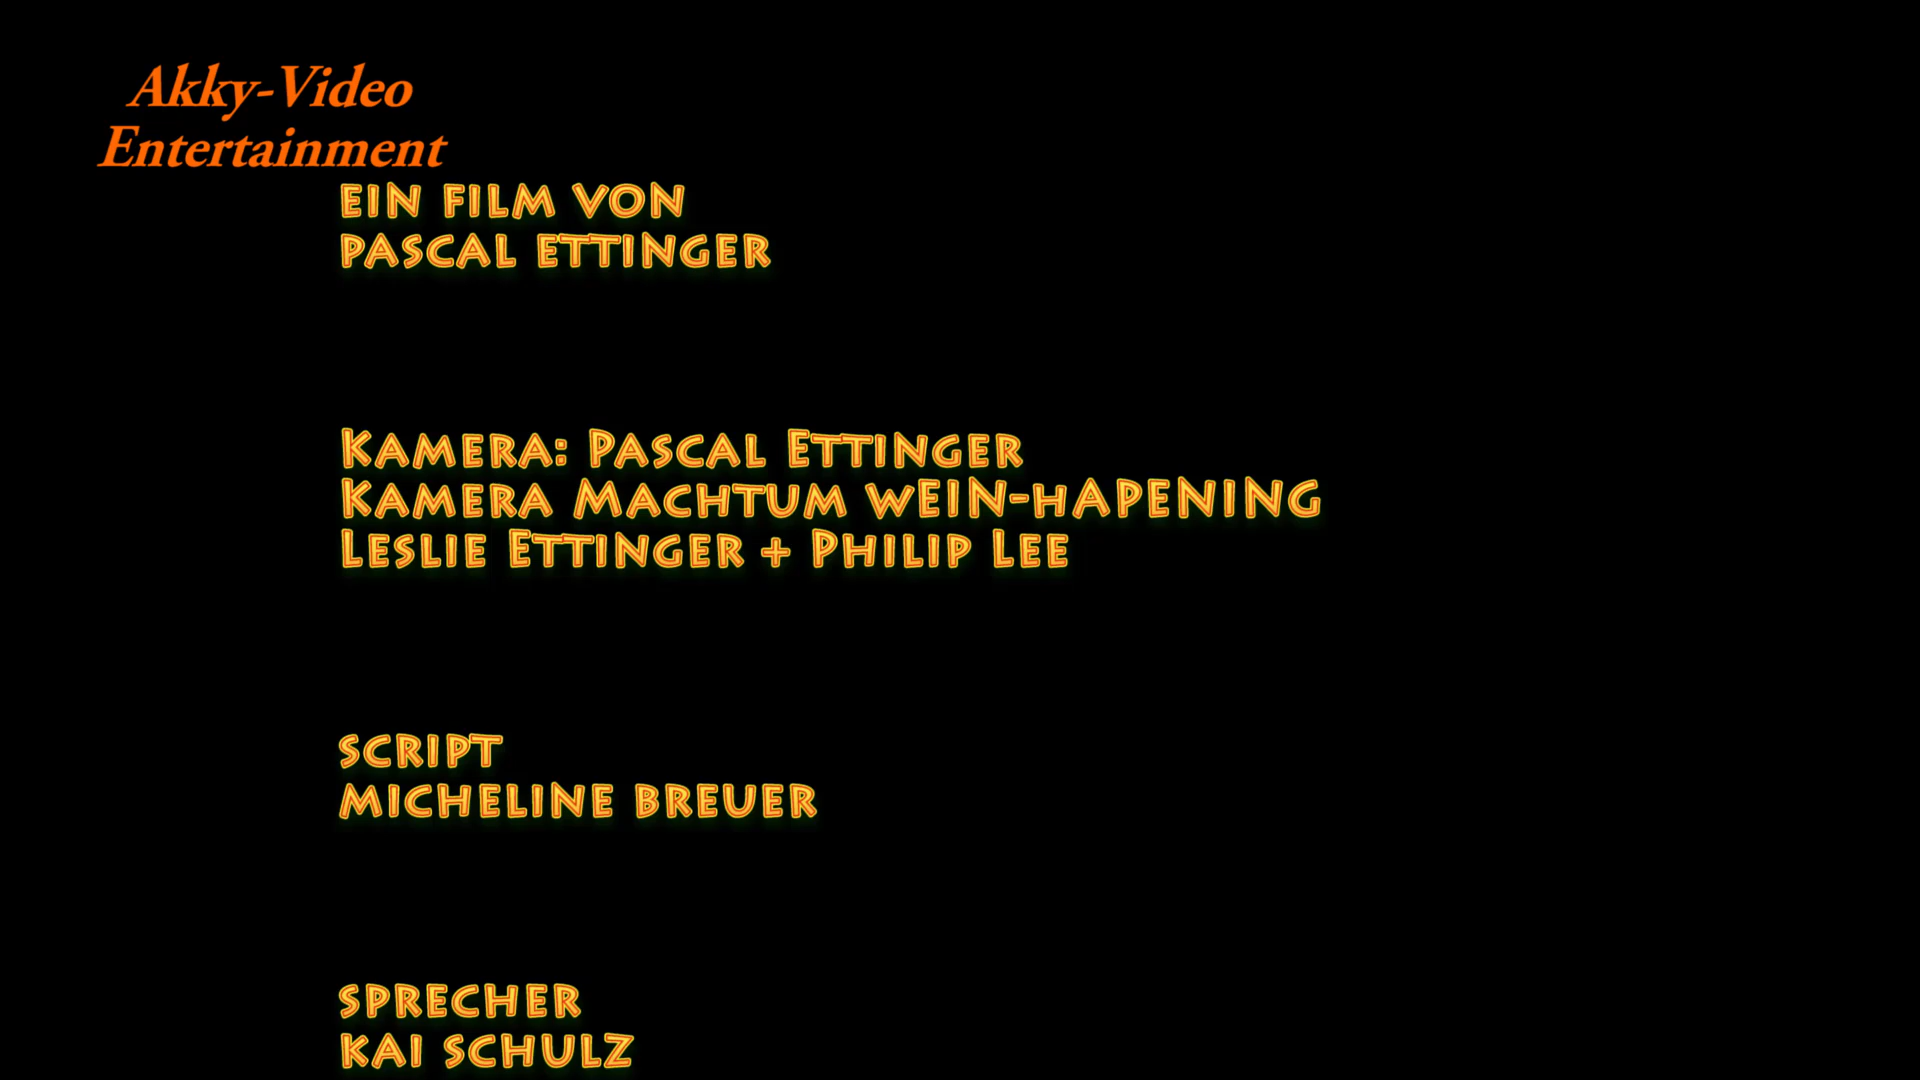 Akky-Video
Entertainment
EIN FILM VON
PASCAL ETTINGER
KAMERA: PASCAL ETTINGER
KAMERA MACHTUM wEIN-hAPENING
LESLIE ETTINGER + PHILIP LEE
SCRIPT
MICHELINE BREUER
SPRECHER
KAI SCHULZ